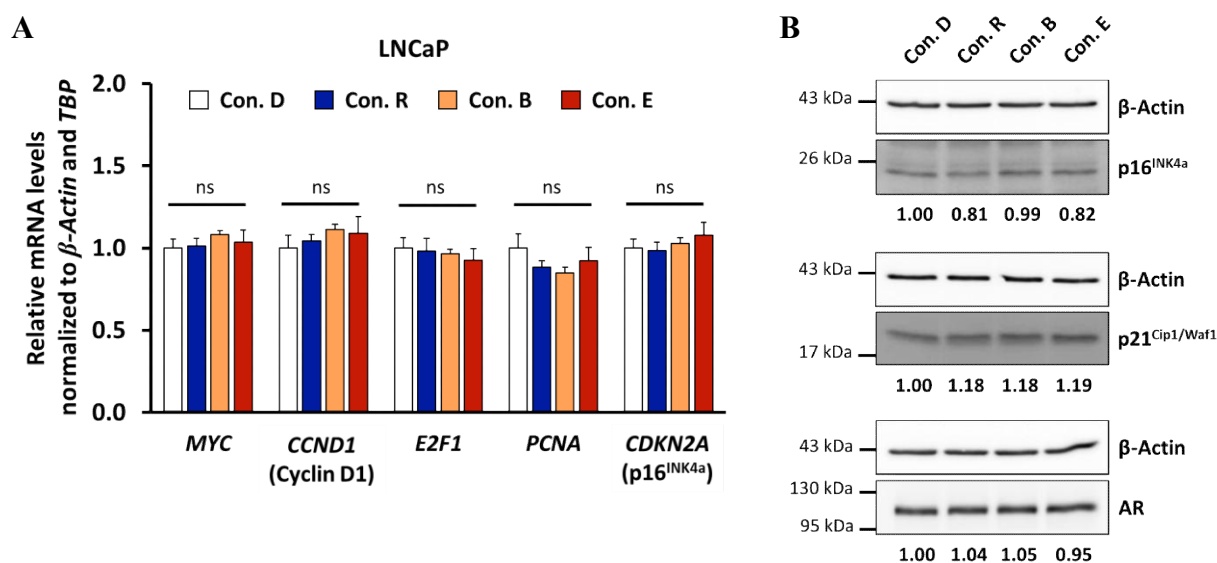 A
LNCaP
Relative mRNA levels
normalized to β-Actin and TBP
2.0
1.5
1.0
0.5
0.0
Con. D Con. R Con. B Con. E
ns ns ns ns ns
MYC CCND1 E2F1 PCNA CDKN2A
(Cyclin D1) (p16INK4a)
B
Con. D Con. R Con. B Con. E
43 kDa β-Actin
26 kDa p16INK4a
1.00 0.81 0.99 0.82
43 kDa β-Actin
p21Cip1/Waf1
17 kDa
1.00 1.18 1.18 1.19
43 kDa β-Actin
130 kDa
AR
95 kDa
1.00 1.04 1.05 0.95